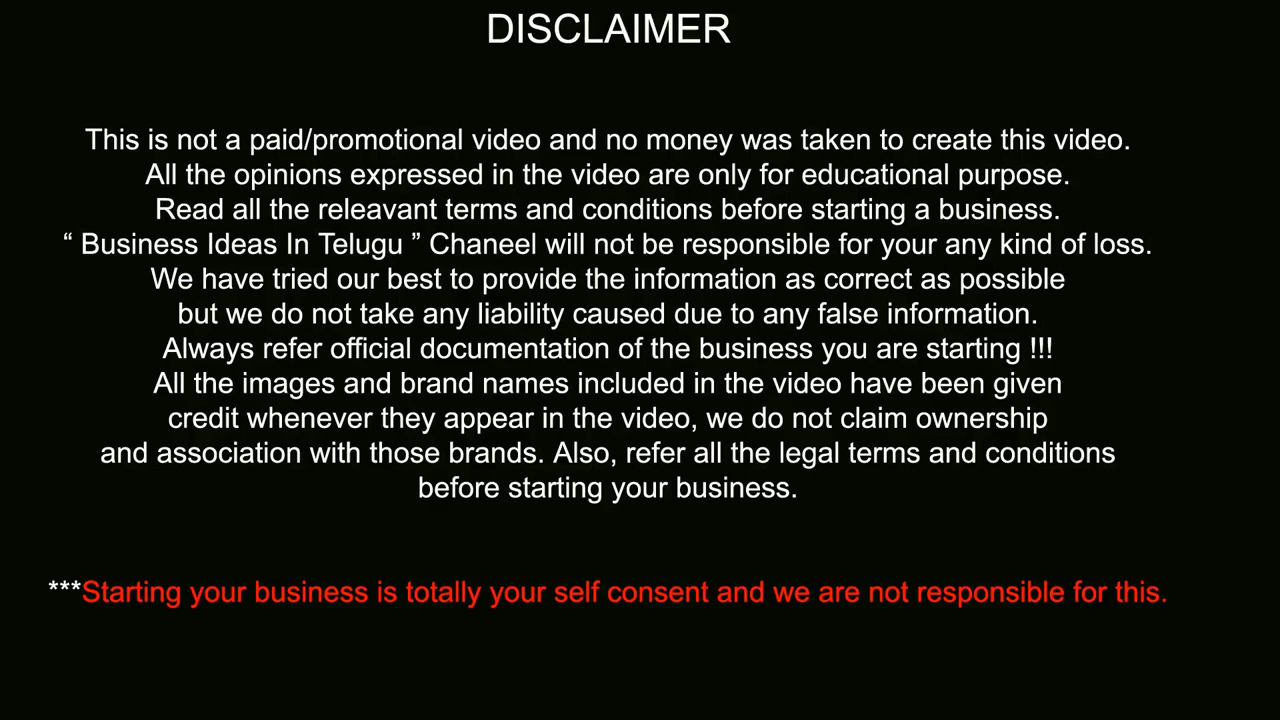 DISCLAIMER
This is not a paid/promotional video and no money was taken to create this video.
All the opinions expressed in the video are only for educational purpose.
Read all the releavant terms and conditions before starting a business.
“ Business Ideas In Telugu ” Chaneel will not be responsible for your any kind of loss.
We have tried our best to provide the information as correct as possible
but we do not take any liability caused due to any false information.
Always refer official documentation of the business you are starting !!!
All the images and brand names included in the video have been given
credit whenever they appear in the video, we do not claim ownership
and association with those brands. Also, refer all the legal terms and conditions
before starting your business.
***Starting your business is totally your self consent and we are not responsible for this.